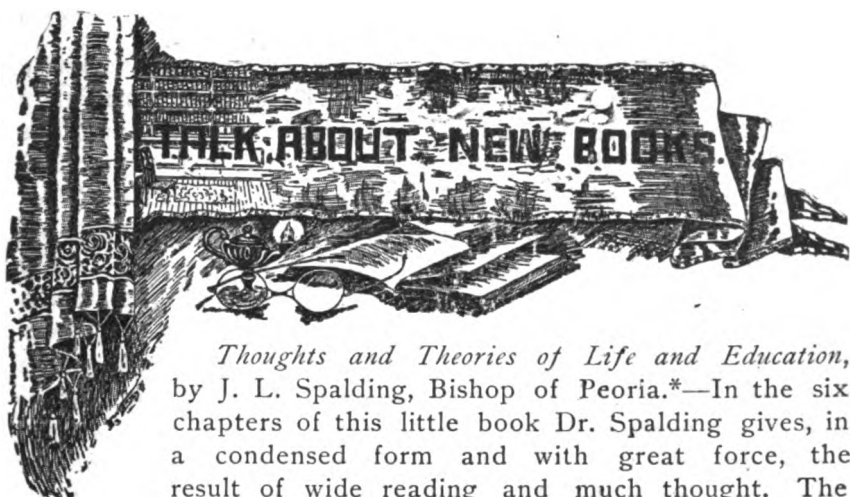 TALK ABOUT NEW BOOKS.
Thoughts and Theories of Life and Education,
by J. L. Spalding, Bishop of Peoria.*—In the six
chapters of this little book Dr. Spalding gives, in
a condensed form and with great force, the
result of wide reading and much thought. The